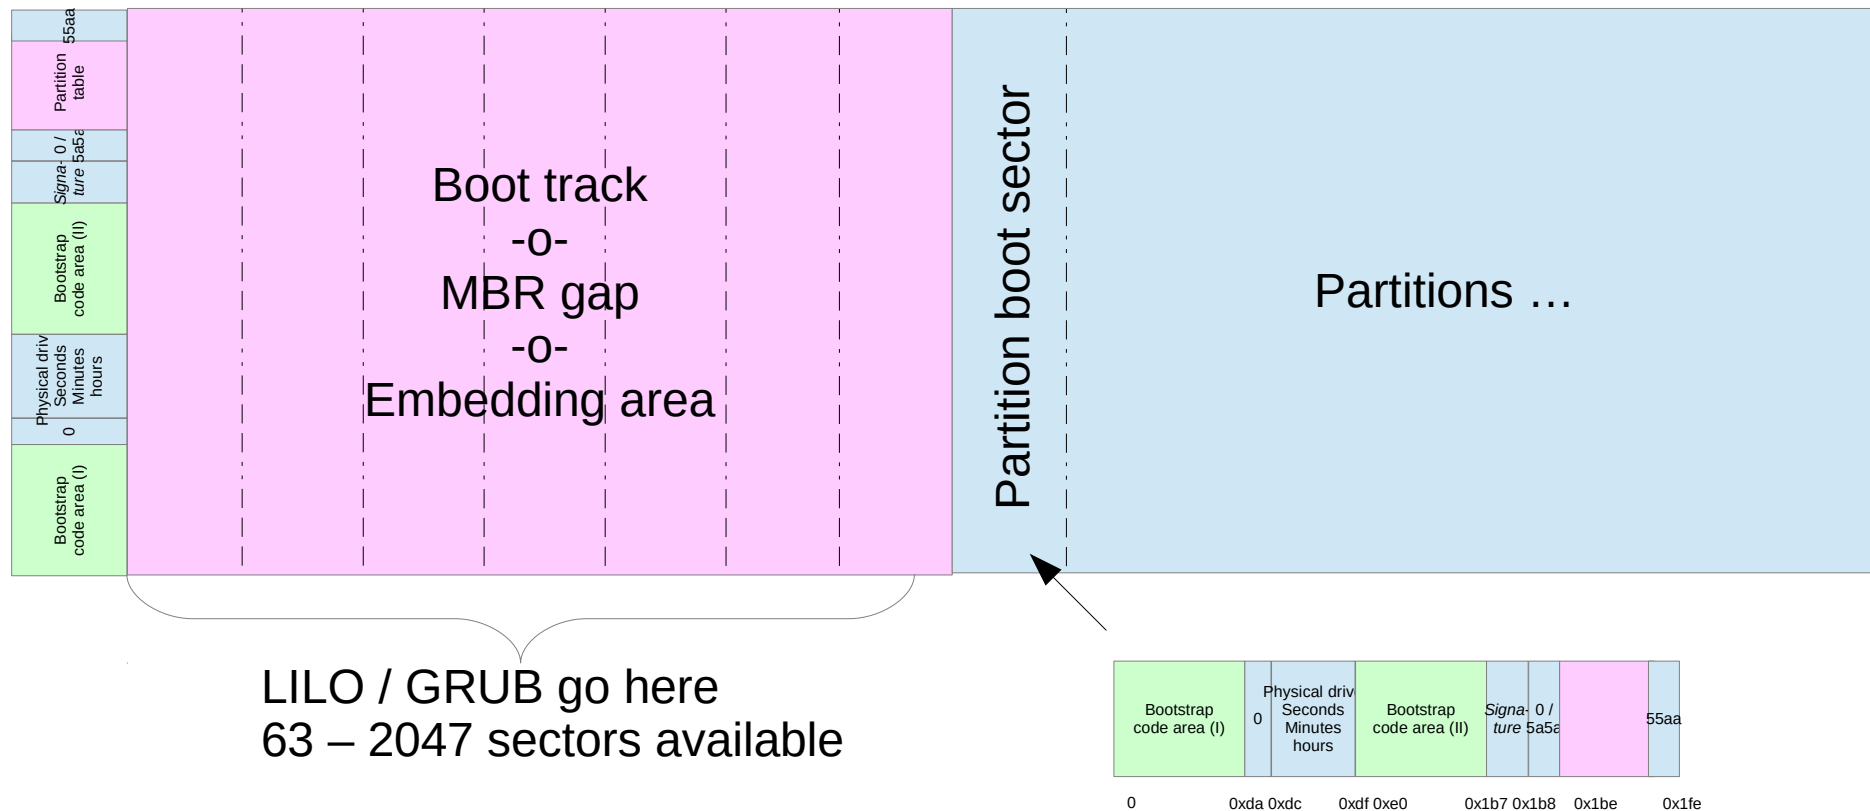 55aa
Partition
table
0 /
5a5a
Signa-
ture
Bootstrap
code area (II)
Physical driv
Seconds
Minutes
hours
0
Bootstrap
code area (I)
Boot track
-o-
MBR gap
-o-
Embedding area
Partition boot sector
Partitions …
LILO / GRUB go here
63 – 2047 sectors available
Bootstrap
code area (I)
0
Physical driv
Seconds
Minutes
hours
Bootstrap
code area (II)
Signa-
ture
0 /
5a5a
55aa
0 0xda 0xdc 0xdf 0xe0 0x1b7 0x1b8 0x1be 0x1fe